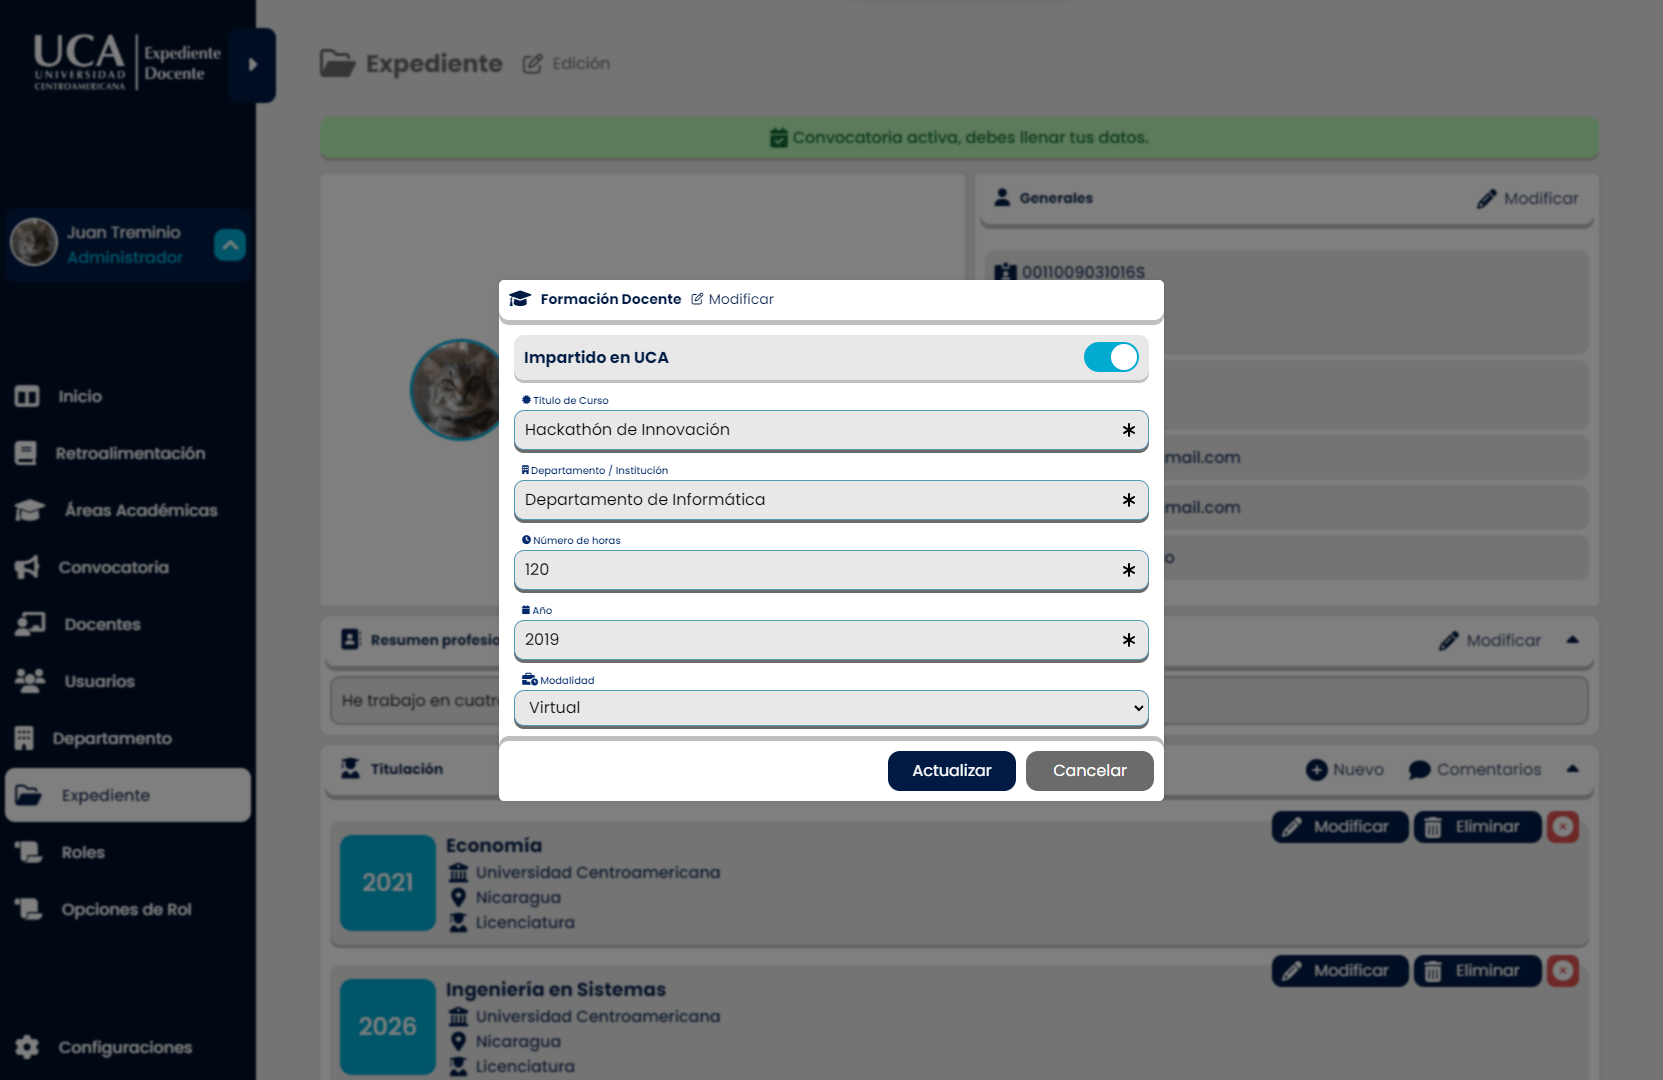 UCA
UNIVERSIDAD
CENTROAMERICANA
Expediente
Docente
Juan Treminio
Administrador
Inicio
Retroalimentación
Áreas Académicas
Convocatoria
Docentes
Usuarios
Departamento
Expediente
Roles
Opciones de Rol
Configuraciones
Expediente Edición
Convocatoria activa, debes llenar tus datos.
Generales Modificar
0011009031016S
mail.com
mail.com
o
Resumen profesio
Modificar
He trabajo en cuatr
Titulación Nuevo Comentarios
Modificar Eliminar
2021
Economía
Universidad Centroamericana
Nicaragua
Licenciatura
Modificar Eliminar
2026
Ingeniería en Sistemas
Universidad Centroamericana
Nicaragua
Licenciatura
Formación Docente Modificar
Impartido en UCA
Título de Curso
Hackathón de Innovación
Departamento / Institución
Departamento de Informática
Número de horas
120
Año
2019
Modalidad
Virtual
Actualizar Cancelar